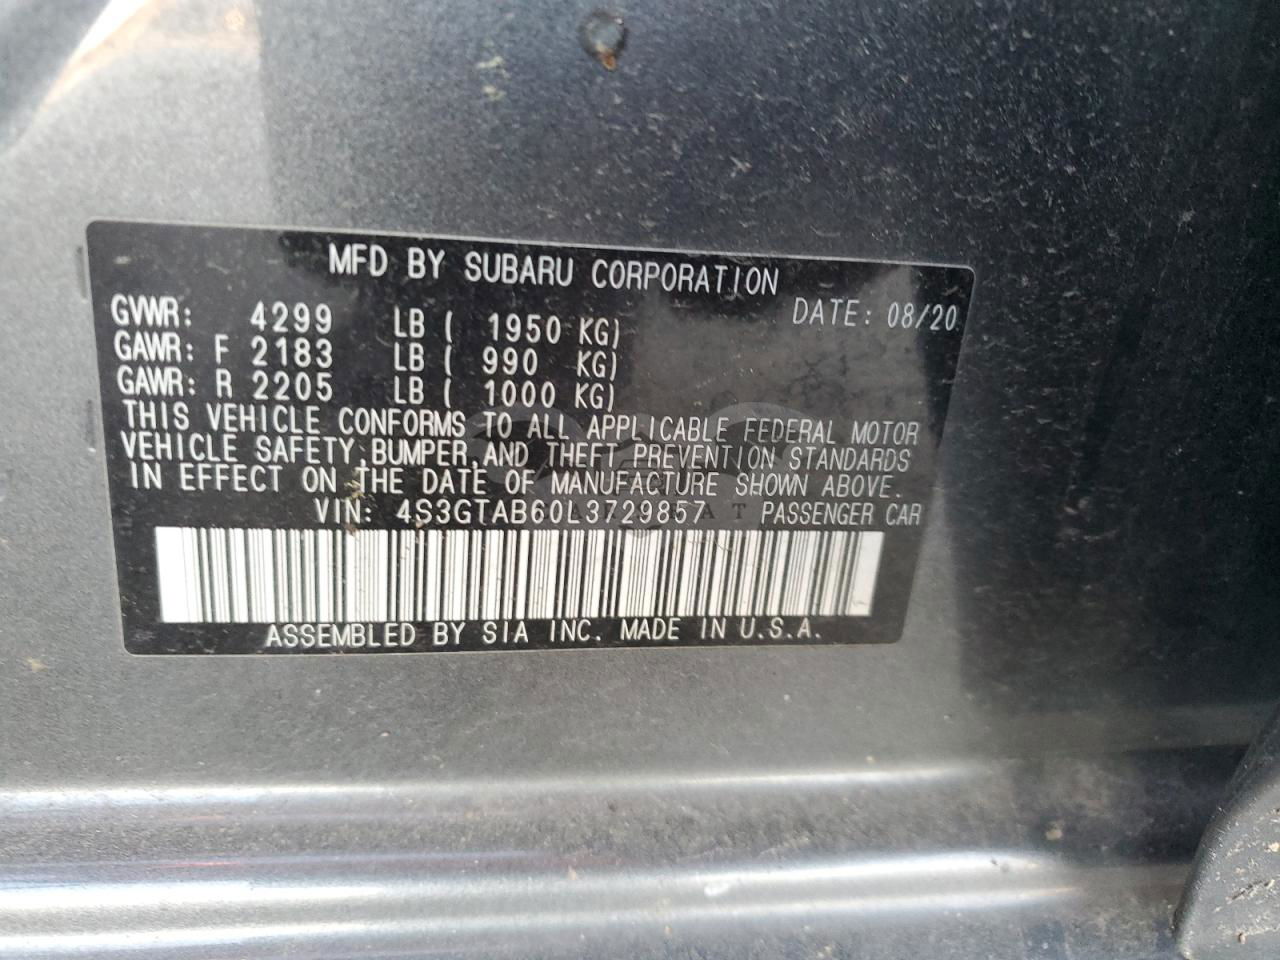 MFD BY SUBARU CORPORATION
DATE: 08/20
GVWR: 4299 LB ( 1950 KG)
GAWR: F 2183 LB ( 990 KG)
GAWR: R 2205 LB ( 1000 KG)
THIS VEHICLE CONFORMS TO ALL APPLICABLE FEDERAL MOTOR
VEHICLE SAFETY, BUMPER, AND THEFT PREVENTION STANDARDS
IN EFFECT ON THE DATE OF MANUFACTURE SHOWN ABOVE.
VIN: 4S3GTAB60L3729857 PASSENGER CAR
ASSEMBLED BY SIA INC. MADE IN U.S.A.